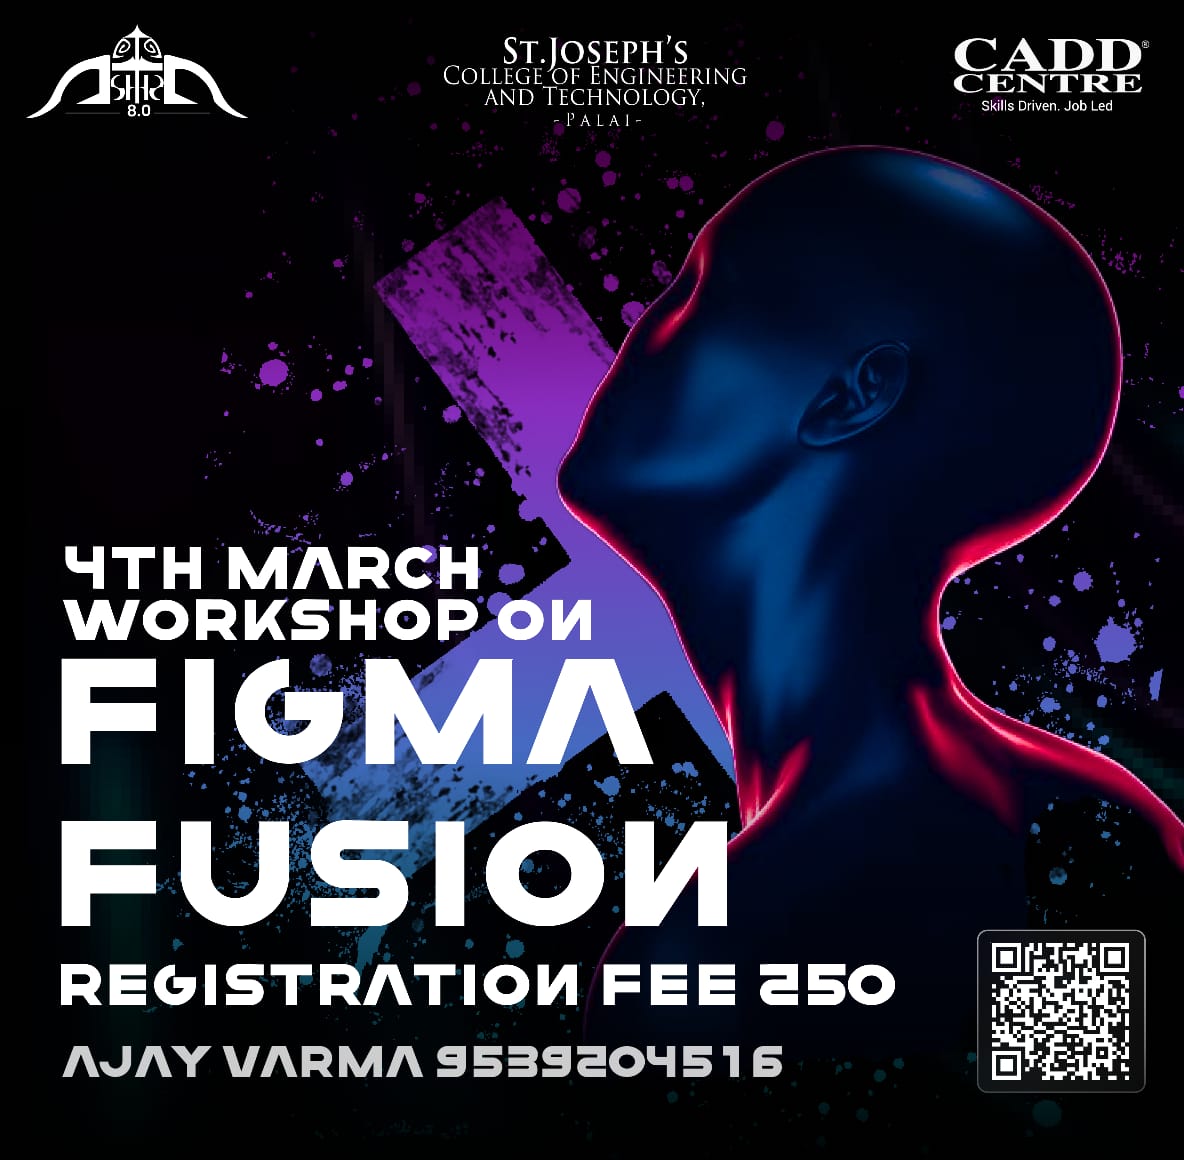 ASTRA
8.0
ST.JOSEPH'S
COLLEGE OF ENGINEERING
AND TECHNOLOGY,
-PALAI-
CADD®
CENTRE
Skills Driven. Job Led
4TH MARCH
WORKSHOP ON
FIGMA
FUSION
REGISTRATION FEE 250
AJAY VARMA 9539204516